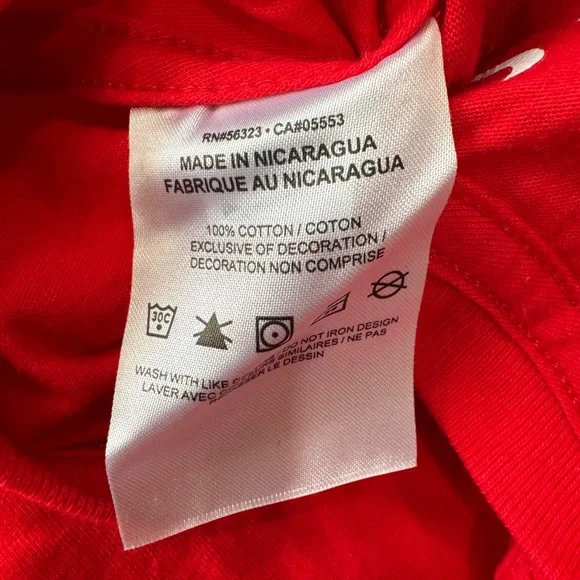 RN#56323 • CA#05553
MADE IN NICARAGUA
FABRIQUE AU NICARAGUA
100% COTTON / COTON
EXCLUSIVE OF DECORATION /
DECORATION NON COMPRISE
30C
WASH WITH LIKE DO NOT IRON DESIGN
LAVER AVEC SIMILAIRES / NE PAS
LE DESSIN